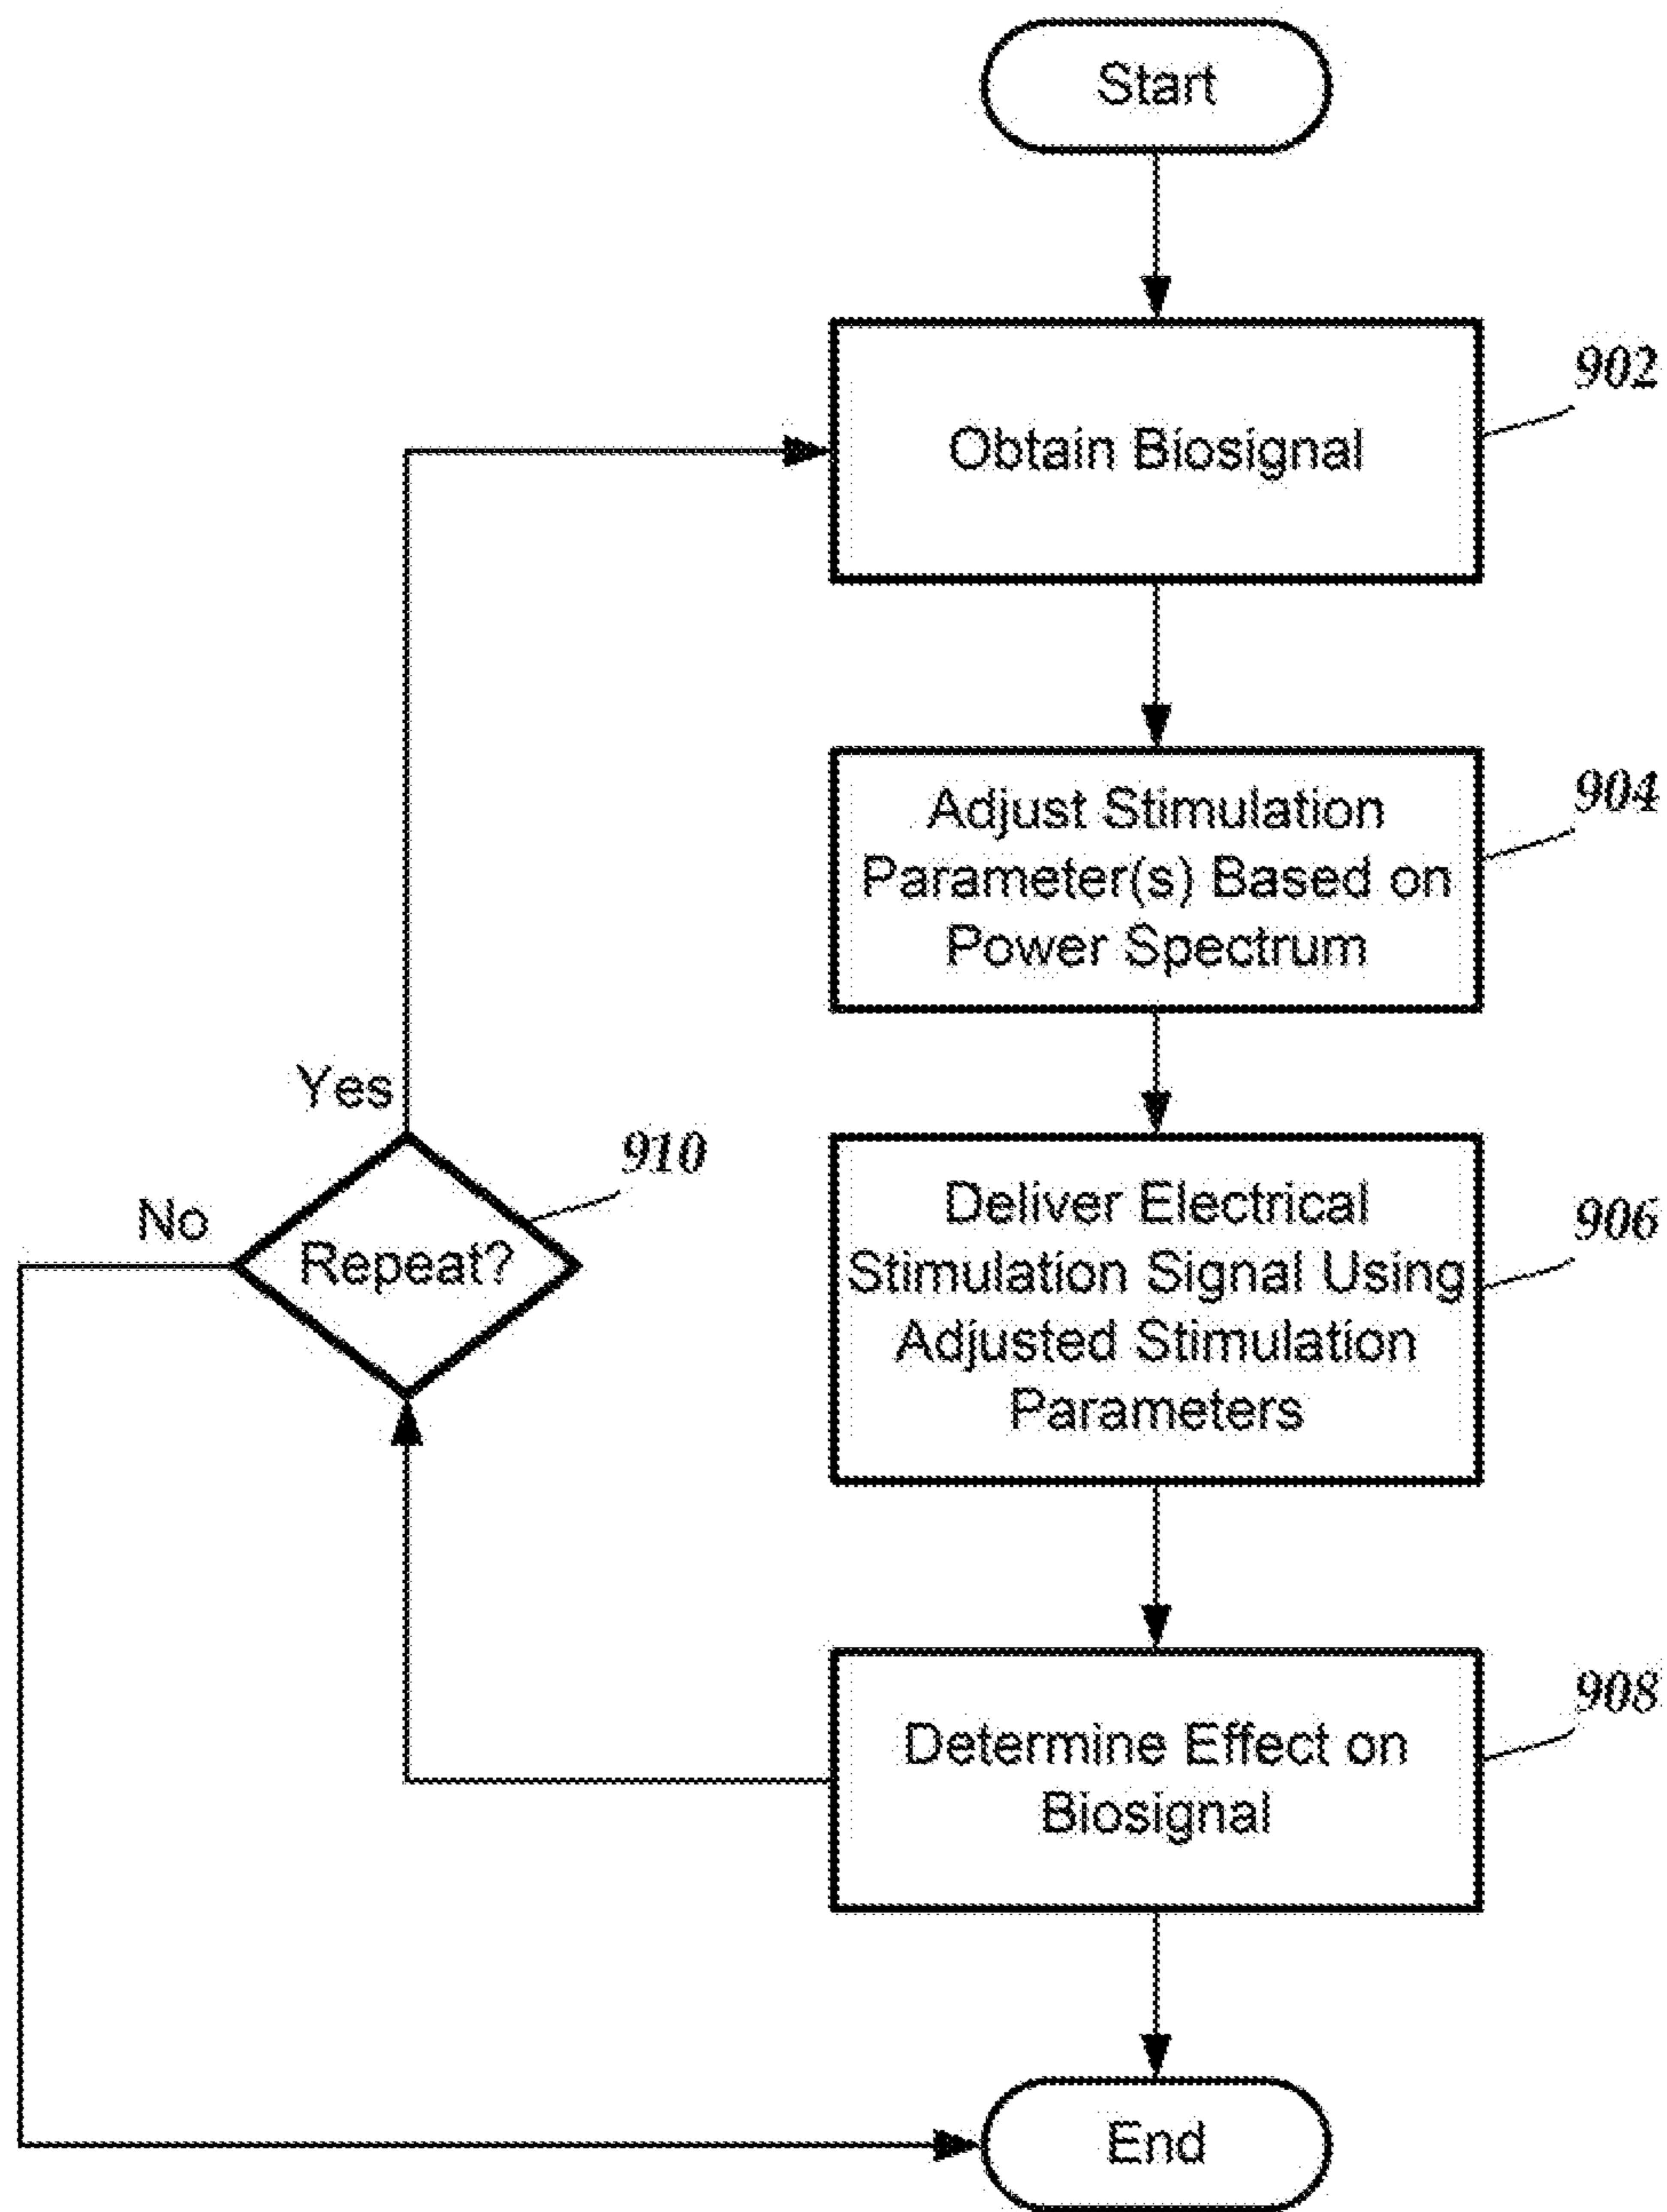 Start
902
Obtain Biosignal
904
Adjust Stimulation
Parameter(s) Based on
Power Spectrum
Yes
910
No
Repeat?
906
Deliver Electrical
Stimulation Signal Using
Adjusted Stimulation
Parameters
908
Determine Effect on
Biosignal
End